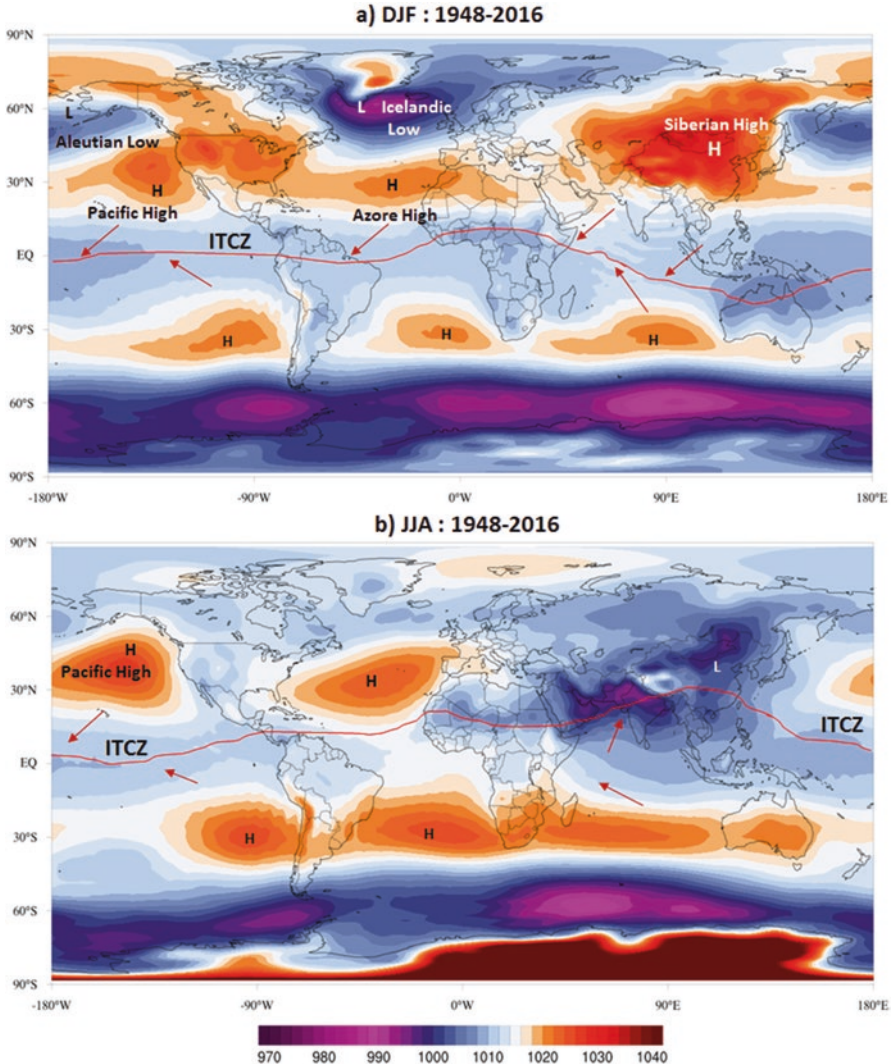 a) DJF : 1948-2016
90°N
60°N
30°N
EQ
30°S
60°S
90°S
L
Aleutian Low
L Icelandic
Low
Siberian High
H
H
H
Pacific High
Azore High
ITCZ
H
H
H
-180°W
-90°W
0°W
90°E
180°E
b) JJA : 1948-2016
90°N
60°N
30°N
EQ
30°S
60°S
90°S
H
Pacific High
H
L
ITCZ
ITCZ
H
H
-180°W
-90°W
0°W
90°E
180°E
970 980 990 1000 1010 1020 1030 1040